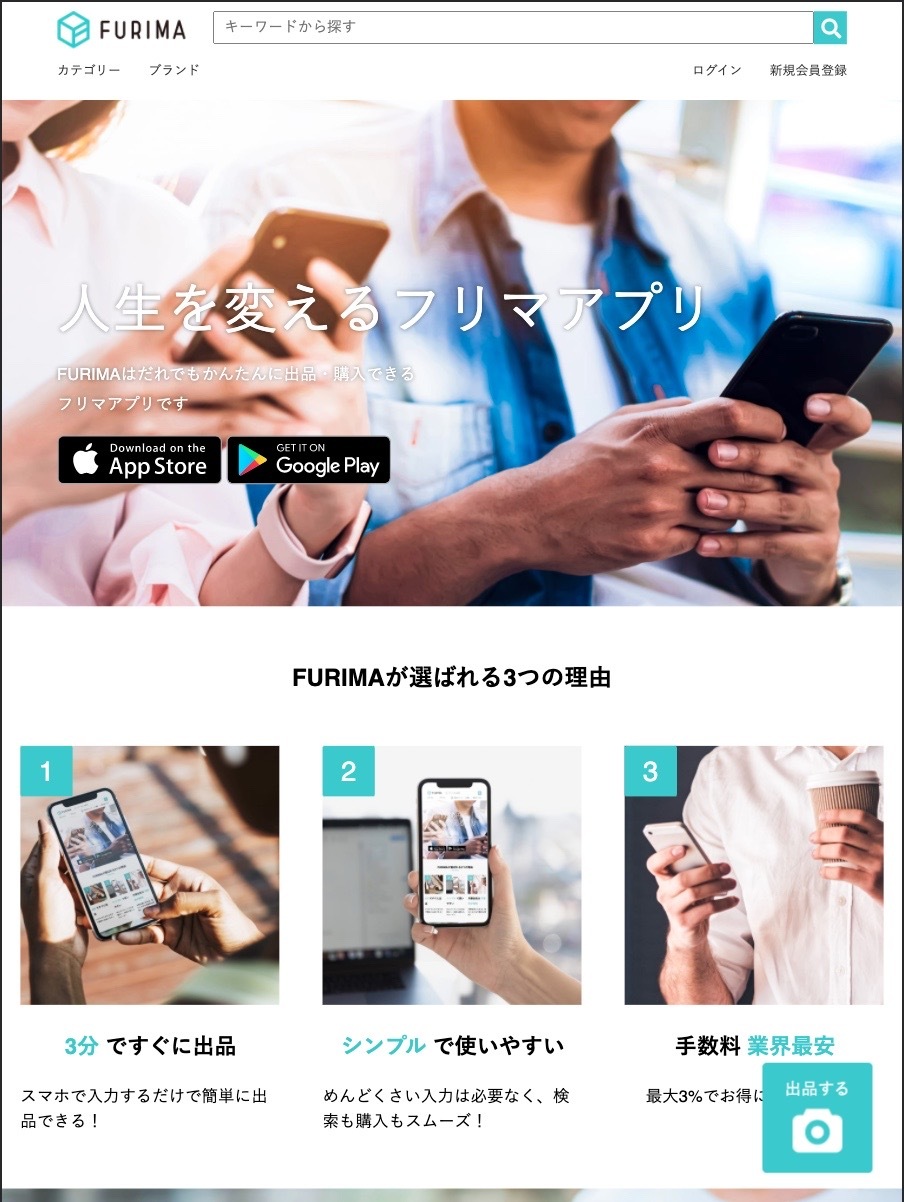 FURIMA
キーワードから探す
カテゴリー ブランド ログイン 新規会員登録
人生を変えるフリマアプリ
FURIMAはだれでもかんたんに出品・購入できる
フリマアプリです
Download on the
App Store
GET IT ON
Google Play
FURIMAが選ばれる3つの理由
1
2
3
3分 ですぐに出品
スマホで入力するだけで簡単に出
品できる！
シンプル で使いやすい
めんどくさい入力は必要なく、検
索も購入もスムーズ！
手数料 業界最安
最大3%でお得に
出品する